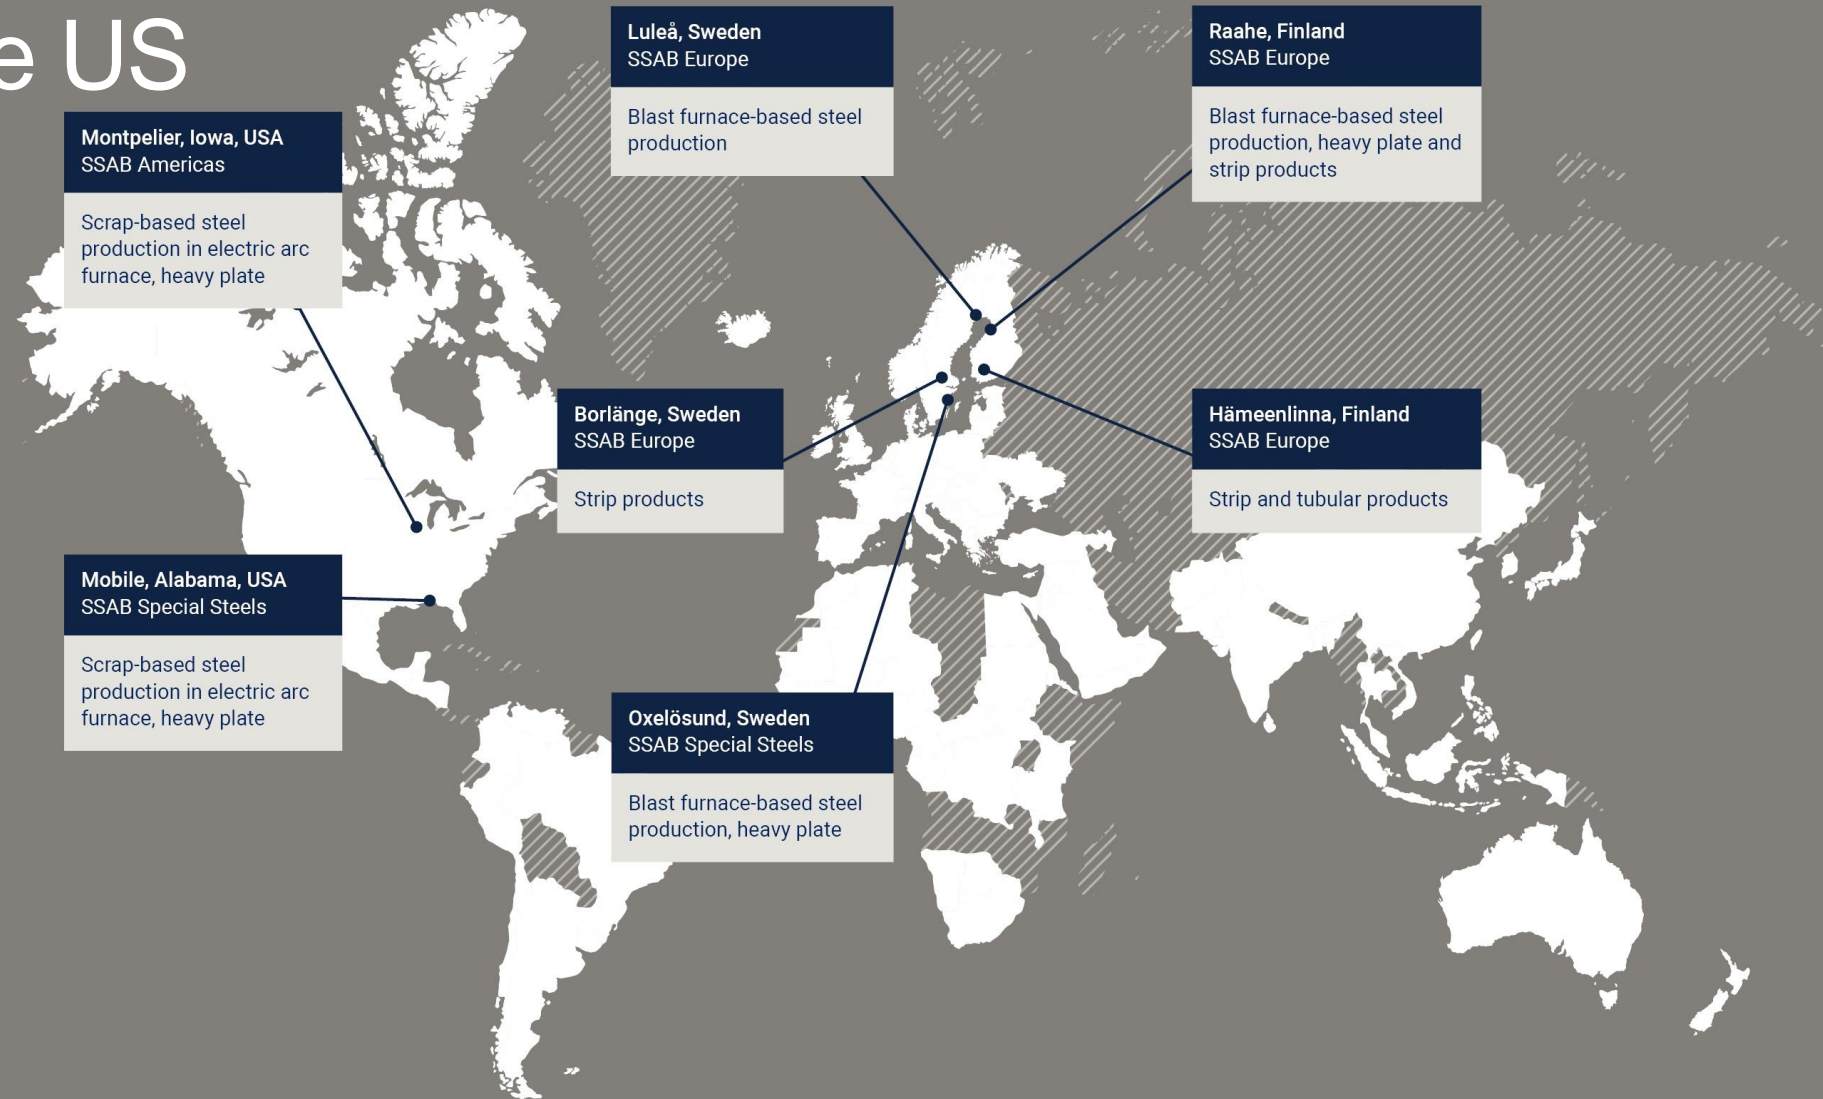 e US
Montpelier, Iowa, USA
SSAB Americas
Scrap-based steel
production in electric arc
furnace, heavy plate
Luleå, Sweden
SSAB Europe
Blast furnace-based steel
production
Raahe, Finland
SSAB Europe
Blast furnace-based steel
production, heavy plate and
strip products
Borlänge, Sweden
SSAB Europe
Strip products
Hämeenlinna, Finland
SSAB Europe
Strip and tubular products
Mobile, Alabama, USA
SSAB Special Steels
Scrap-based steel
production in electric arc
furnace, heavy plate
Oxelösund, Sweden
SSAB Special Steels
Blast furnace-based steel
production, heavy plate